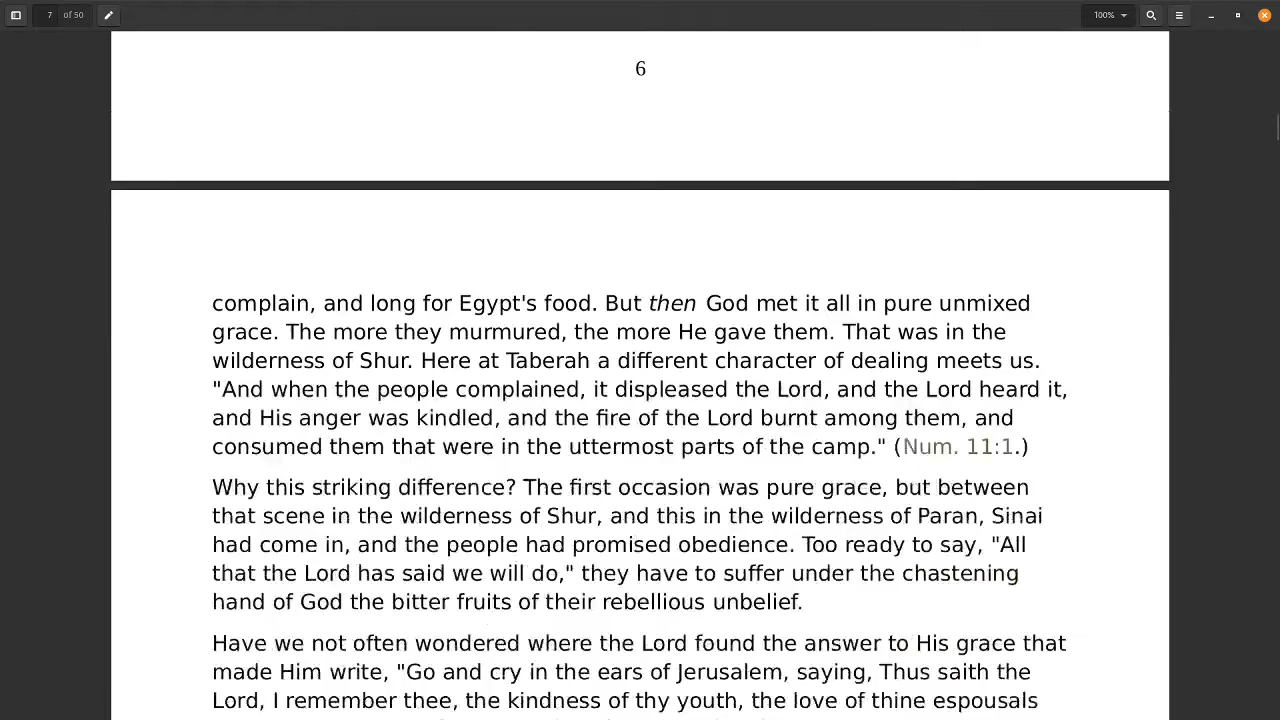 7 of 50
100%
6
complain, and long for Egypt's food. But then God met it all in pure unmixed
grace. The more they murmured, the more He gave them. That was in the
wilderness of Shur. Here at Taberah a different character of dealing meets us.
"And when the people complained, it displeased the Lord, and the Lord heard it,
and His anger was kindled, and the fire of the Lord burnt among them, and
consumed them that were in the uttermost parts of the camp." (Num. 11:1.)
Why this striking difference? The first occasion was pure grace, but between
that scene in the wilderness of Shur, and this in the wilderness of Paran, Sinai
had come in, and the people had promised obedience. Too ready to say, "All
that the Lord has said we will do," they have to suffer under the chastening
hand of God the bitter fruits of their rebellious unbelief.
Have we not often wondered where the Lord found the answer to His grace that
made Him write, "Go and cry in the ears of Jerusalem, saying, Thus saith the
Lord, I remember thee, the kindness of thy youth, the love of thine espousals